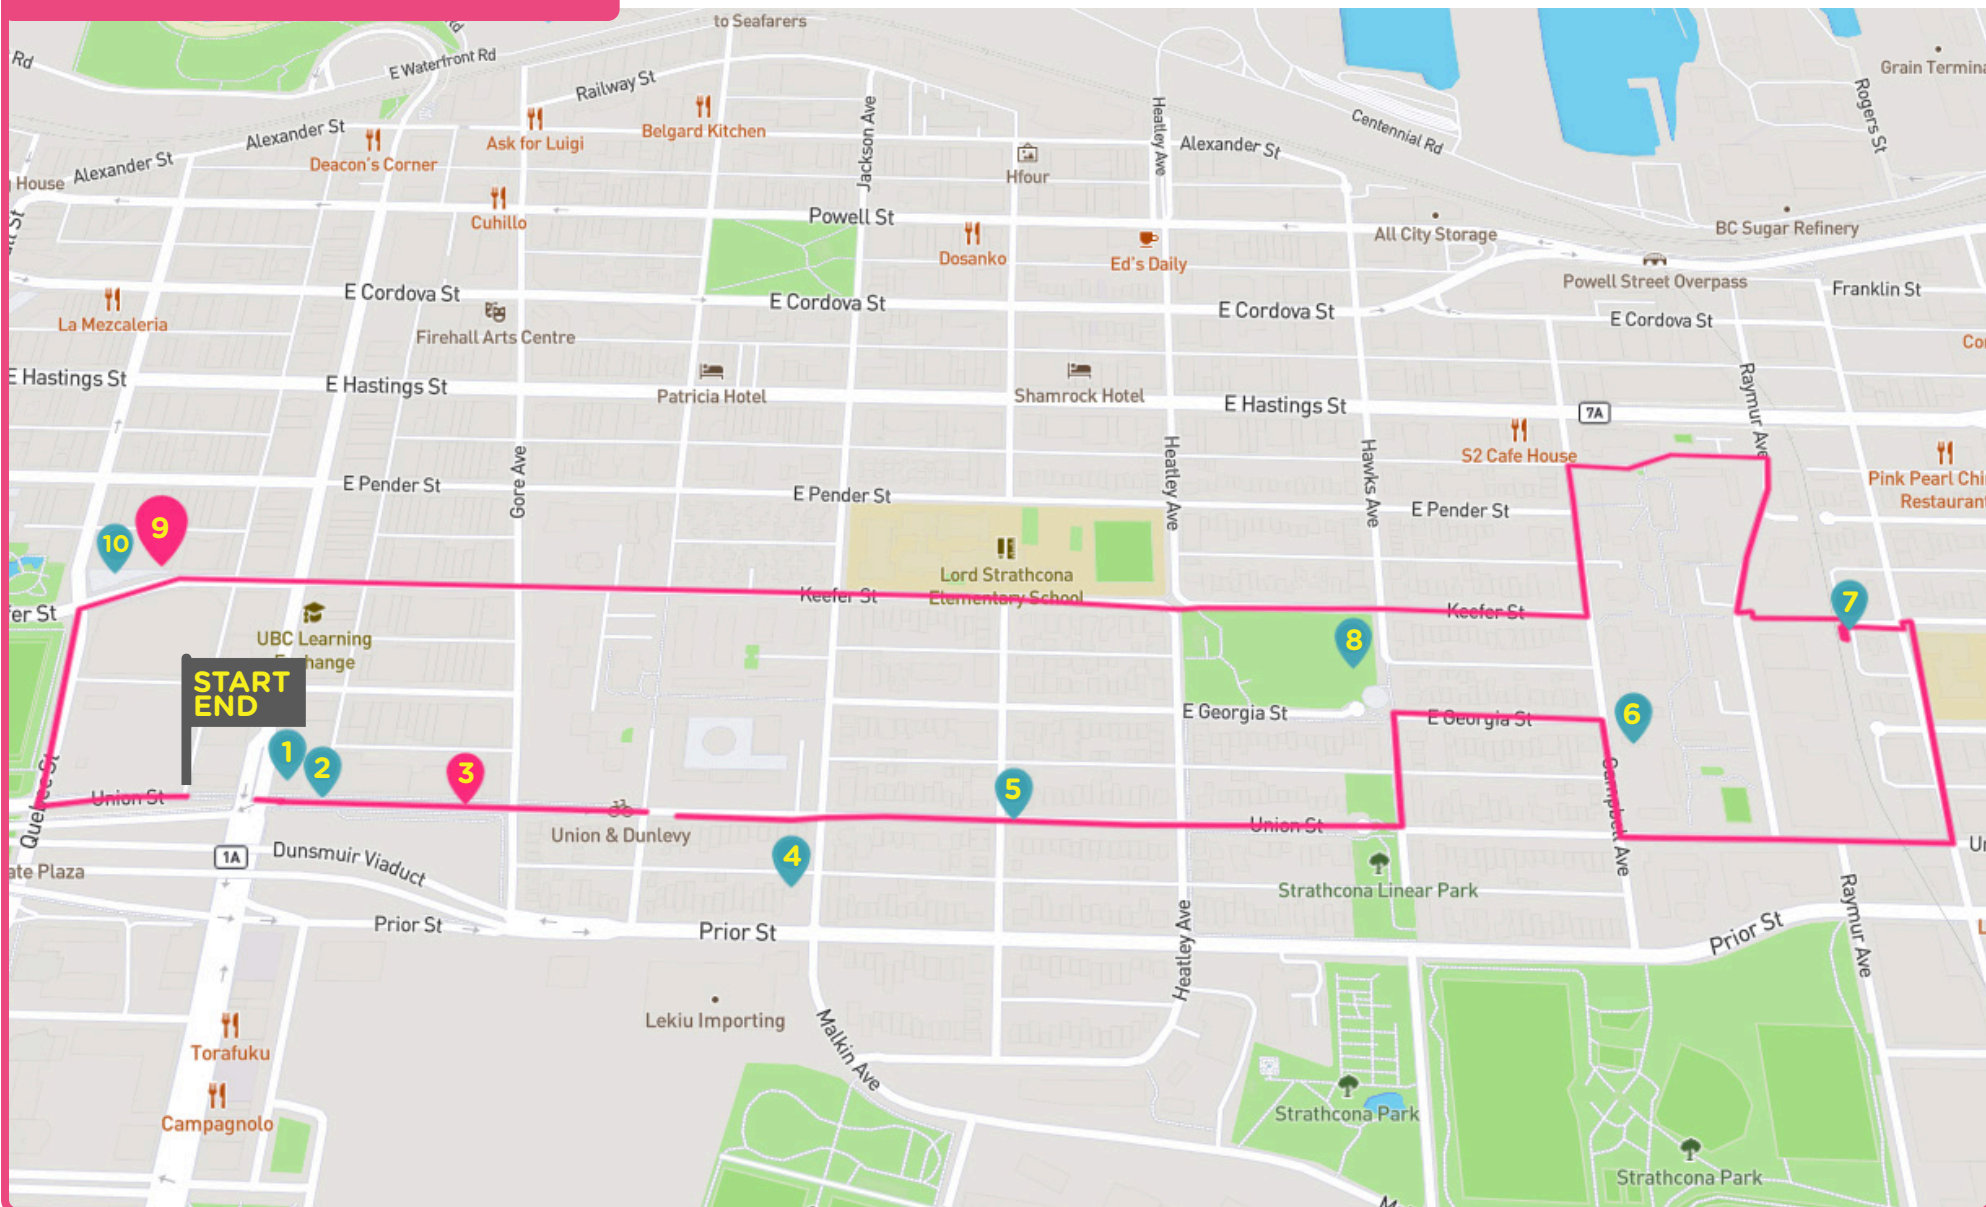 Rd
Rd
to Seafarers
E Waterfront Rd
Railway St
Grain Termina
Rogers St
Centennial Rd
Alexander St
Alexander St
Alexander St
Deacon's Corner
Ask for Luigi
Belgard Kitchen
Jackson Ave
Hfour
Heatley Ave
House
Cuhillo
Powell St
Dosanko
Ed's Daily
All City Storage
BC Sugar Refinery
Powell Street Overpass
Franklin St
La Mezcaleria
E Cordova St
Firehall Arts Centre
E Cordova St
E Cordova St
E Cordova St
Co
E Hastings St
E Hastings St
Patricia Hotel
Shamrock Hotel
E Hastings St
7A
Raymur Ave
S2 Cafe House
Pink Pearl Chi
Restaurant
Gore Ave
E Pender St
E Pender St
Heatley Ave
Hawks Ave
E Pender St
10
9
Lord Strathcona
Elementary School
Keefer St
Keefer St
7
fer St
UBC Learning
Exchange
8
START
END
E Georgia St
E Georgia St
6
1
2
3
5
Quebec St
Union St
Union & Dunlevy
Union St
Campbell Ave
Un
4
1A
Dunsmuir Viaduct
ate Plaza
Strathcona Linear Park
Raymur Ave
Prior St
Prior St
Prior St
Heatley Ave
L
Lekiu Importing
Torafuku
Malkin Ave
Campagnolo
Strathcona Park
Strathcona Park
M